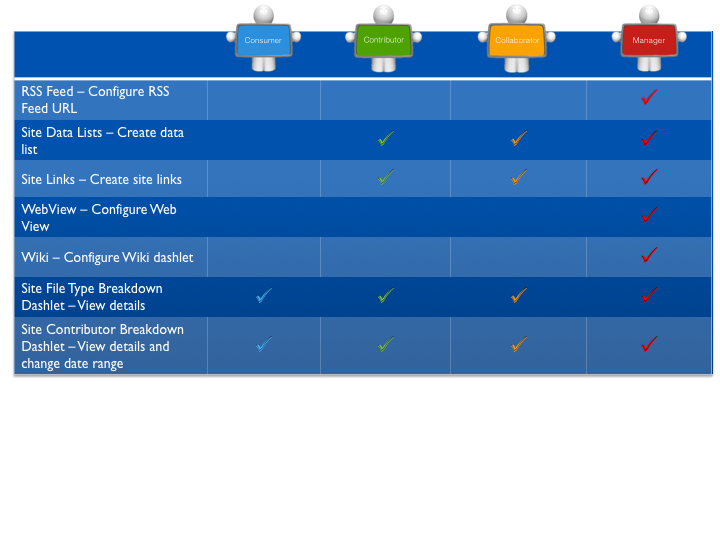 Consumer Contributor Collaborator Manager
RSS Feed – Configure RSS
Feed URL
Site Data Lists – Create data
list
Site Links – Create site links
WebView – Configure Web
View
Wiki – Configure Wiki dashlet
Site File Type Breakdown
Dashlet – View details
Site Contributor Breakdown
Dashlet – View details and
change date range